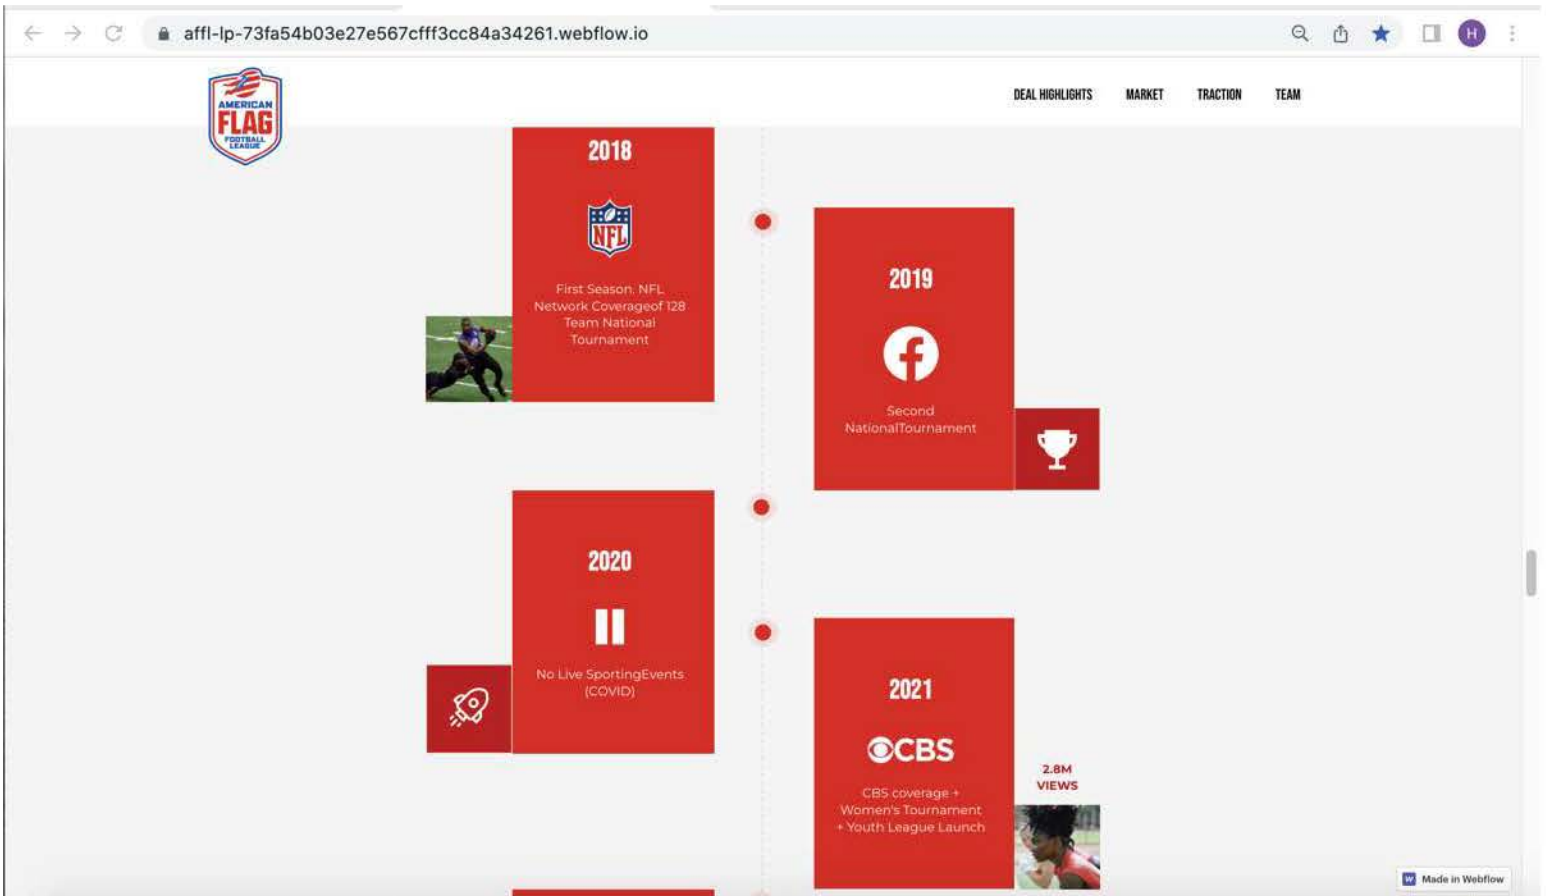 affl-lp-73fa54b03e27e567cfff3cc84a34261.webflow.io
H
AMERICAN
FLAG
FOOTBALL
LEAGUE
DEAL HIGHLIGHTS
MARKET
TRACTION
TEAM
2018
NFL
First Season. NFL
Network Coverageof 128
Team National
Tournament
2019
Second
NationalTournament
2020
No Live SportingEvents
(COVID)
2021
CBS
CBS coverage +
Women's Tournament
+ Youth League Launch
2.8M
VIEWS
W Made in Webflow